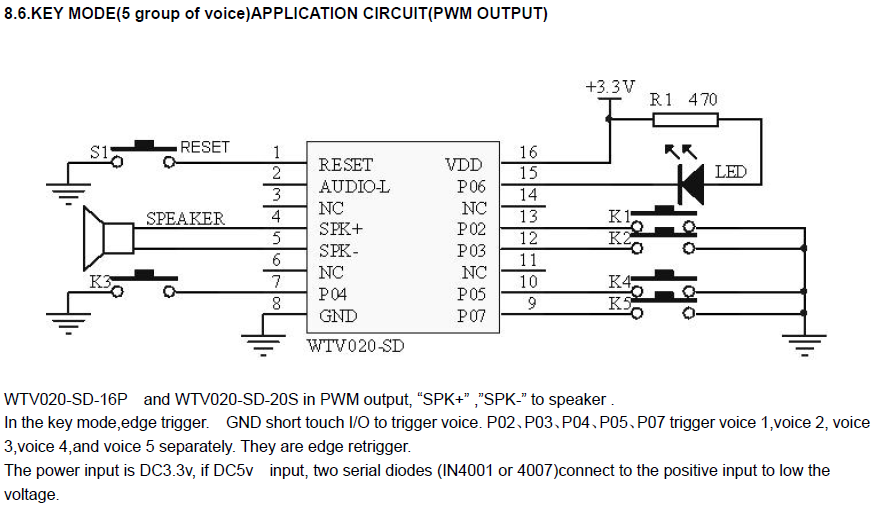 8.6.KEY MODE(5 group of voice)APPLICATION CIRCUIT(PWM OUTPUT)
+3.3V
R1 470
S1
RESET
LED
SPEAKER
K1
K2
K3
K4
K5
1
2
3
4
5
6
7
8
RESET
AUDIO-L
NC
SPK+
SPK-
NC
P04
GND
VDD
P06
NC
P02
P03
NC
P05
P07
16
15
14
13
12
11
10
9
WTV020-SD
WTV020-SD-16P and WTV020-SD-20S in PWM output, “SPK+” ,”SPK-” to speaker .
In the key mode,edge trigger. GND short touch I/O to trigger voice. P02、P03、P04、P05、P07 trigger voice 1,voice 2, voice
3,voice 4,and voice 5 separately. They are edge retrigger.
The power input is DC3.3v, if DC5v input, two serial diodes (IN4001 or 4007)connect to the positive input to low the
voltage.